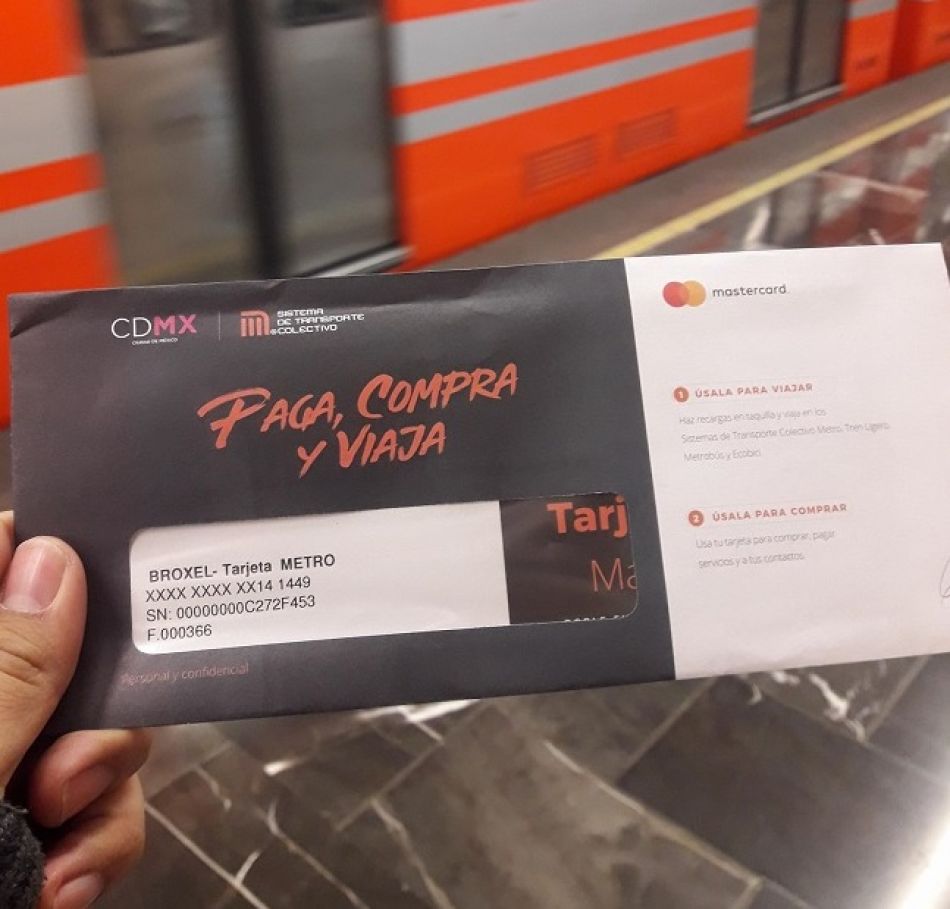 CDMX
CIUDAD DE MÉXICO
SISTEMA
DE TRANSPORTE
COLECTIVO
PAGA, COMPRA
Y VIAJA
BROXEL- Tarjeta METRO
XXXX XXXX XX14 1449
SN: 00000000C272F453
F.000366
Tarj
Ma
Personal y confidencial
mastercard.
1 ÚSALA PARA VIAJAR
Haz recargas en taquilla y viaja en los
Sistemas de Transporte Colectivo Metro, Tren Ligero,
Metrobús y Ecobici.
2 ÚSALA PARA COMPRAR
Usa tu tarjeta para comprar, pagar
servicios y a tus contactos.